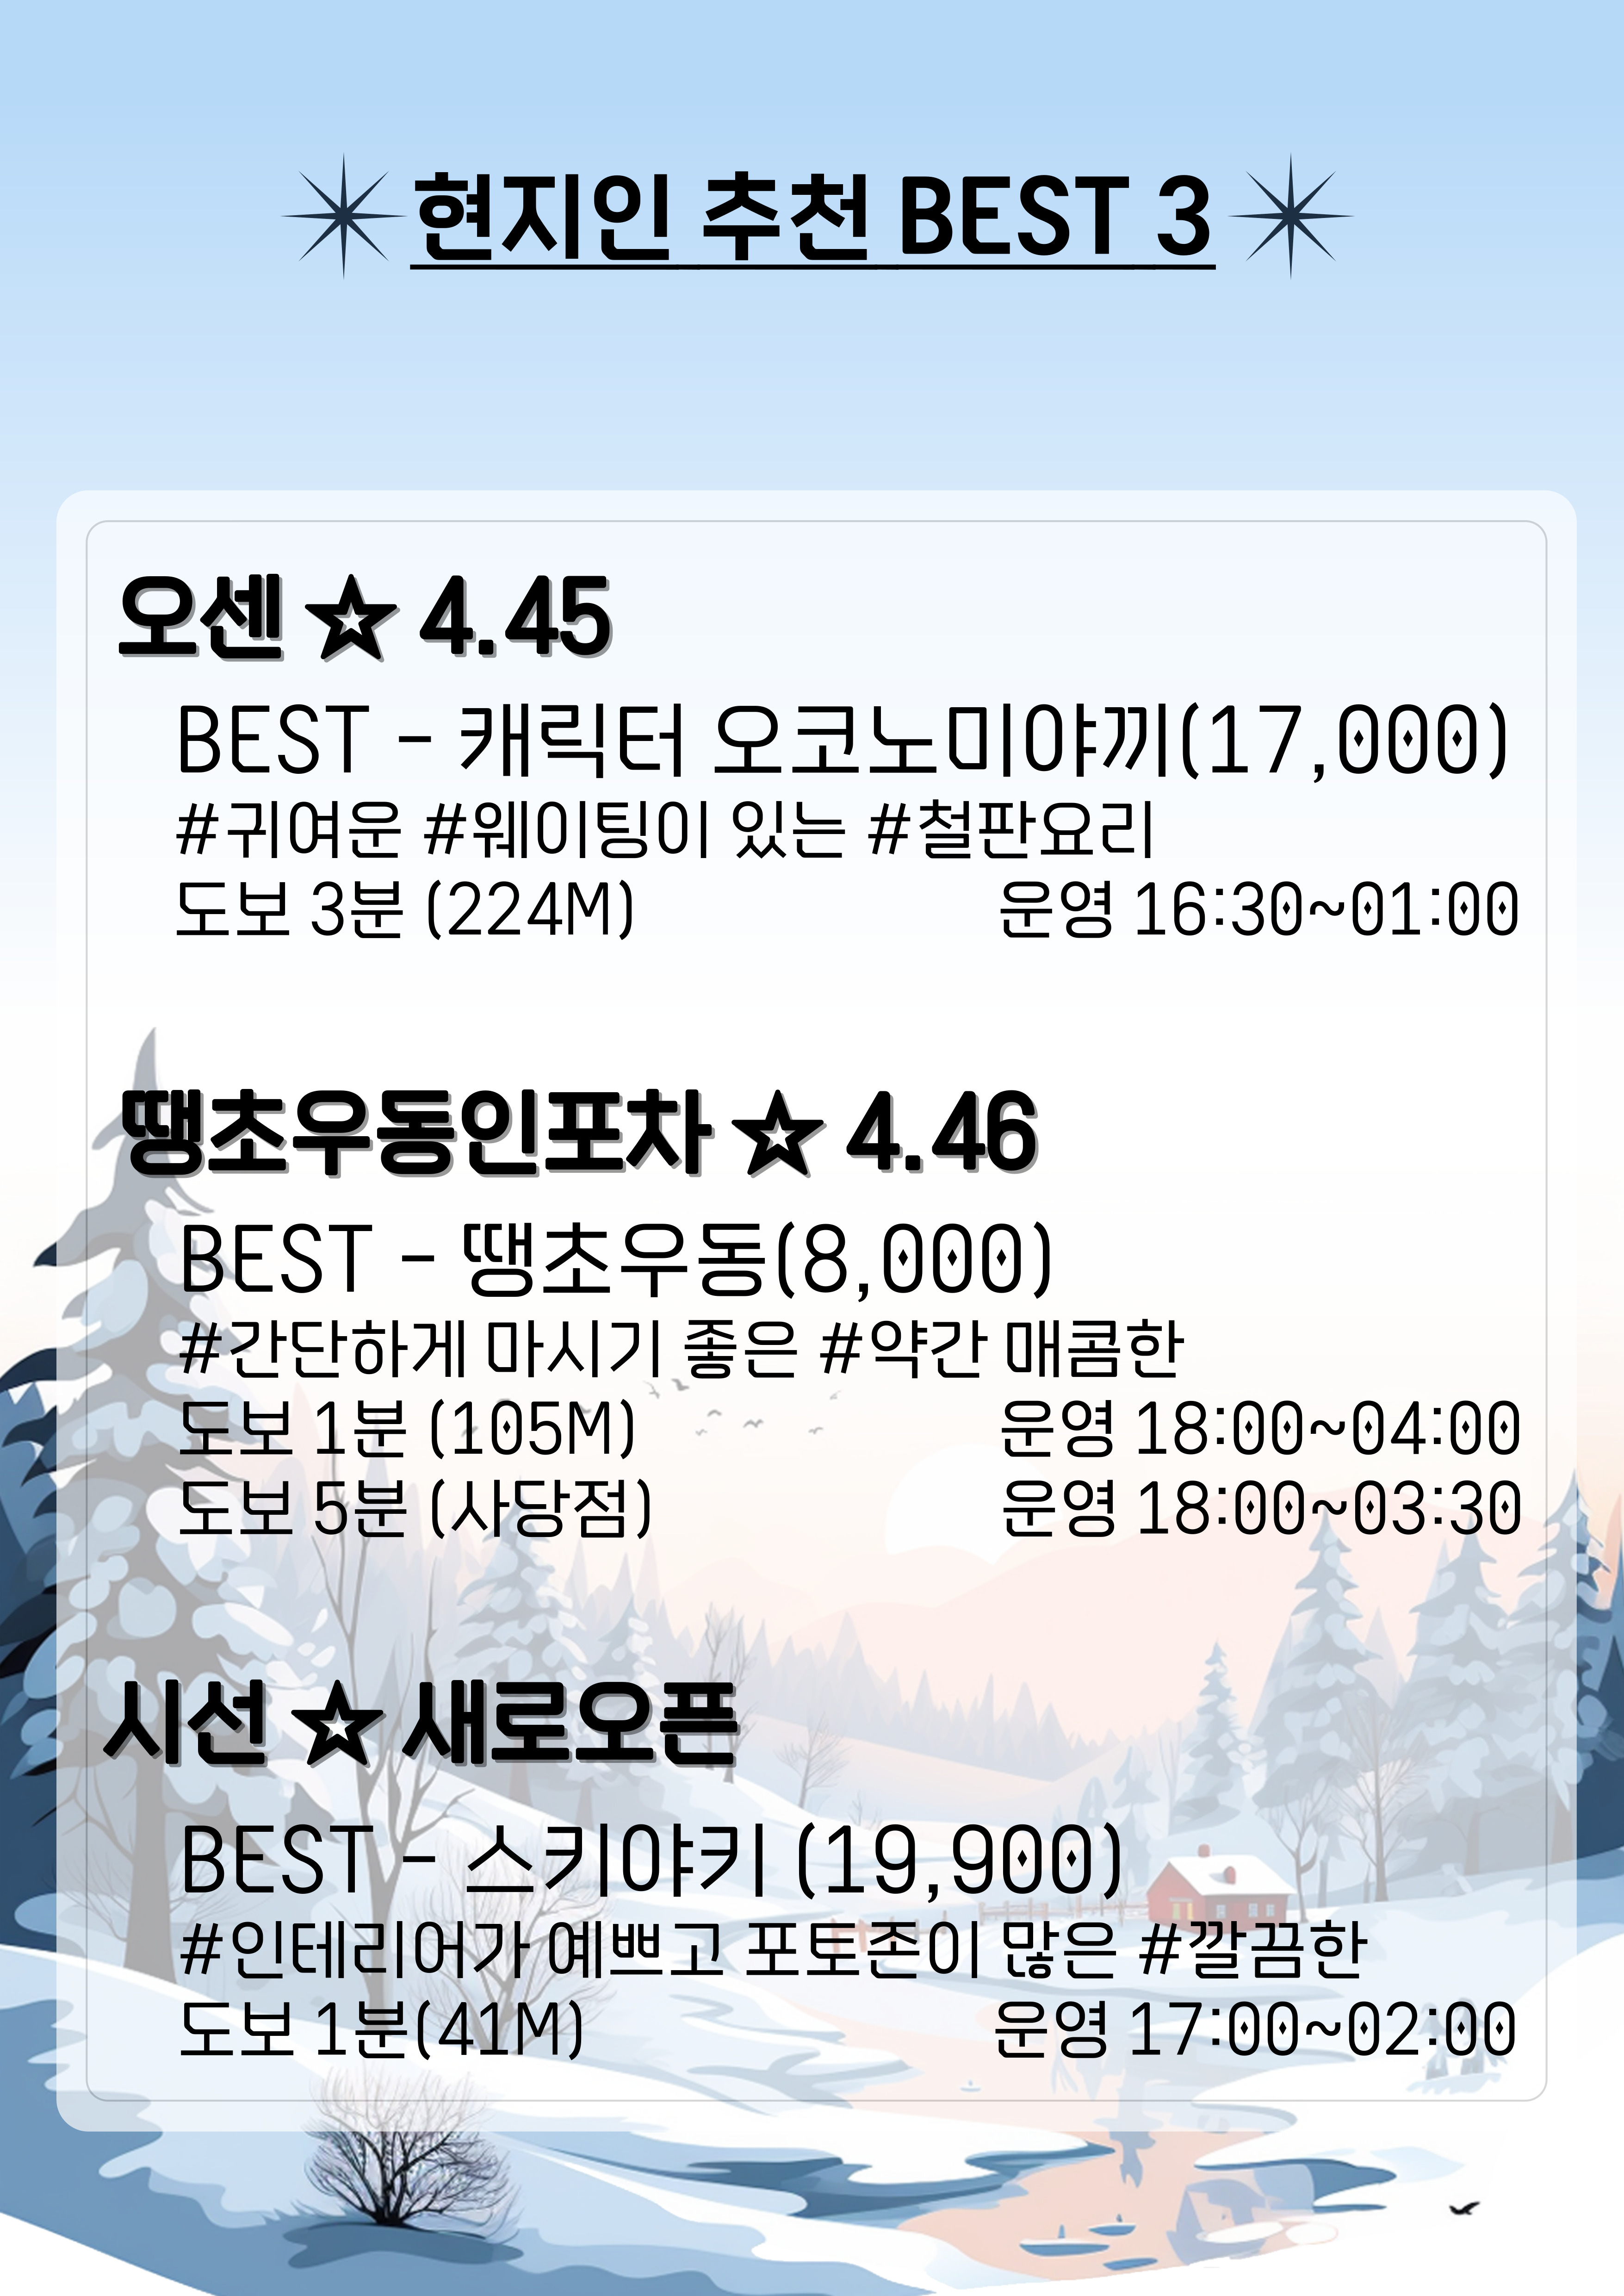 현지인 추천 BEST 3
오센 ☆ 4.45
BEST - 캐릭터 오코노미야끼(17,000)
#귀여운 #웨이팅이 있는 #철판요리
도보 3분 (224M) 운영 16:30~01:00
땡초우동인포차 ☆ 4.46
BEST - 땡초우동(8,000)
#간단하게 마시기 좋은 #약간 매콤한
도보 1분 (105M) 운영 18:00~04:00
도보 5분 (사당점) 운영 18:00~03:30
시선 ☆ 새로오픈
BEST - 스키야키 (19,900)
#인테리어가 예쁘고 포토존이 많은 #깔끔한
도보 1분(41M) 운영 17:00~02:00